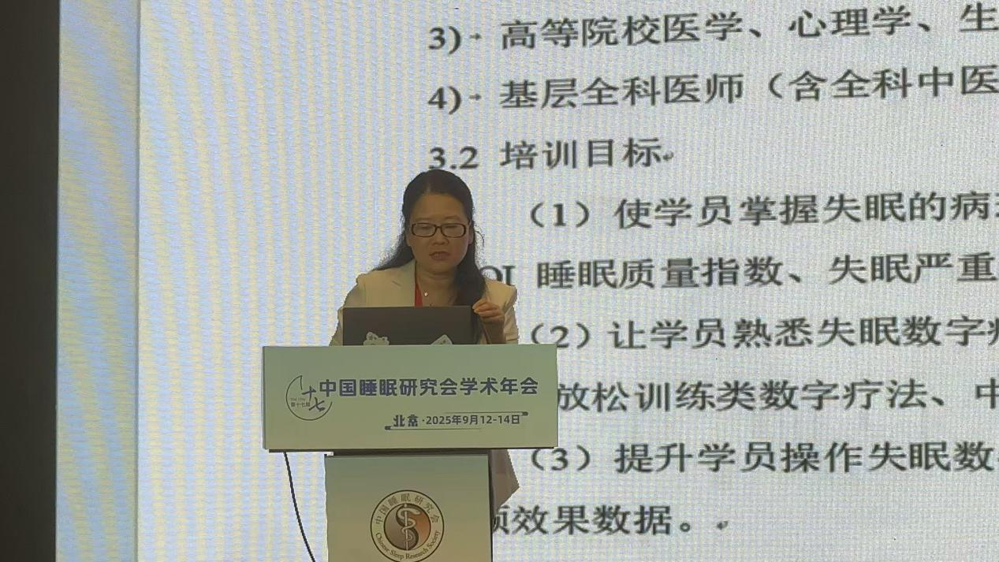 3) 高等院校医学、心理学、生
4) 基层全科医师（含全科中医
3.2 培训目标
（1）使学员掌握失眠的病
QI 睡眠质量指数、失眠严重
（2）让学员熟悉失眠数字疗
放松训练类数字疗法、中
（3）提升学员操作失眠数
预效果数据。
十七
第十七届
中国睡眠研究会学术年会
北京·2025年9月12-14日
中国睡眠研究会
Chinese Sleep Research Society